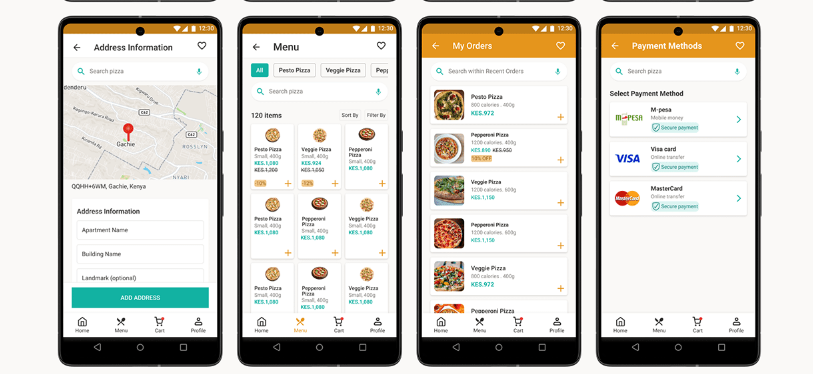 12:30
Address Information
Search pizza
nderu
C62
Kagongo-Ruaka Road
C62
ROSSLYN
Gachie
NYARI
QQHH+6WM, Gachie, Kenya
Address Information
Apartment Name
Building Name
Landmark (optional)
ADD ADDRESS
Home
Menu
Cart
Profile
12:30
Menu
All
Pesto Pizza
Veggie Pizza
Pepp
Search pizza
120 items
Sort By
Filter By
Pesto Pizza
Small, 400g
KES.1,080
KES.1,200
-10%
Veggie Pizza
Small, 400g
KES.924
KES.1,050
-12%
Pepperoni
Pizza
Small, 400g
KES.1,080
Pesto Pizza
Small, 400g
KES.1,080
Pepperoni
Pizza
Small, 400g
KES.1,080
Veggie Pizza
Small, 400g
KES.1,080
Pesto Pizza
Small, 400g
KES.1,080
Pepperoni
Pizza
Small, 400g
KES.1,080
Veggie Pizza
Small, 400g
KES.1,080
Home
Menu
Cart
Profile
12:30
My Orders
Search within Recent Orders
Pesto Pizza
800 calories . 400g
KES.972
Pepperoni Pizza
1200 calories. 400g
KES.898 KES.950
10% OFF
Veggie Pizza
1200 calories. 600g
KES.1,150
Pepperoni Pizza
1200 calories. 600g
KES.1,150
Veggie Pizza
800 calories . 400g
KES.972
Pepperoni Pizza
Home
Menu
Cart
Profile
12:30
Payment Methods
Search pizza
Select Payment Method
M-PESA
M-pesa
Mobile money
Secure payment
VISA
Visa card
Online transfer
Secure payment
MasterCard
MasterCard
Online transfer
Secure payment
Home
Menu
Cart
Profile